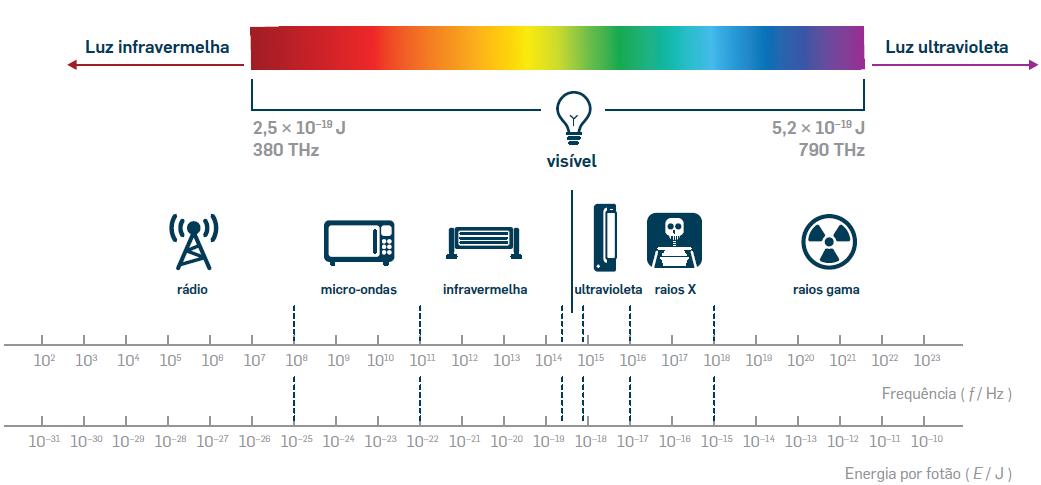 Luz infravermelha
Luz ultravioleta
2,5 × 10⁻¹⁹ J
380 THz
5,2 × 10⁻¹⁹ J
790 THz
visível
rádio
micro-ondas
infravermelha
ultravioleta
raios X
raios gama
10² 10³ 10⁴ 10⁵ 10⁶ 10⁷ 10⁸ 10⁹ 10¹⁰ 10¹¹ 10¹² 10¹³ 10¹⁴ 10¹⁵ 10¹⁶ 10¹⁷ 10¹⁸ 10¹⁹ 10²⁰ 10²¹ 10²² 10²³
Frequência ( f / Hz )
10⁻³¹ 10⁻³⁰ 10⁻²⁹ 10⁻²⁸ 10⁻²⁷ 10⁻²⁶ 10⁻²⁵ 10⁻²⁴ 10⁻²³ 10⁻²² 10⁻²¹ 10⁻²⁰ 10⁻¹⁹ 10⁻¹⁸ 10⁻¹⁷ 10⁻¹⁶ 10⁻¹⁵ 10⁻¹⁴ 10⁻¹³ 10⁻¹² 10⁻¹¹ 10⁻¹⁰
Energia por fotão ( E / J )